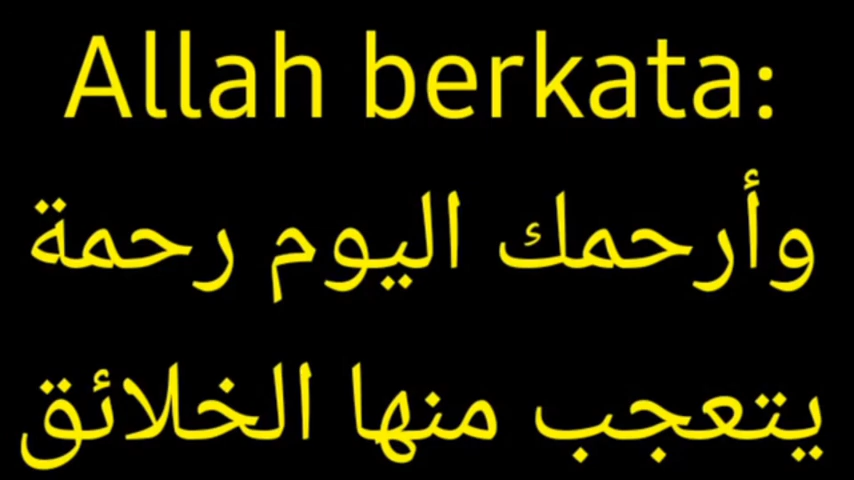 Allah berkata:
وأرحمك اليوم رحمة
يتعجب منها الخلائق